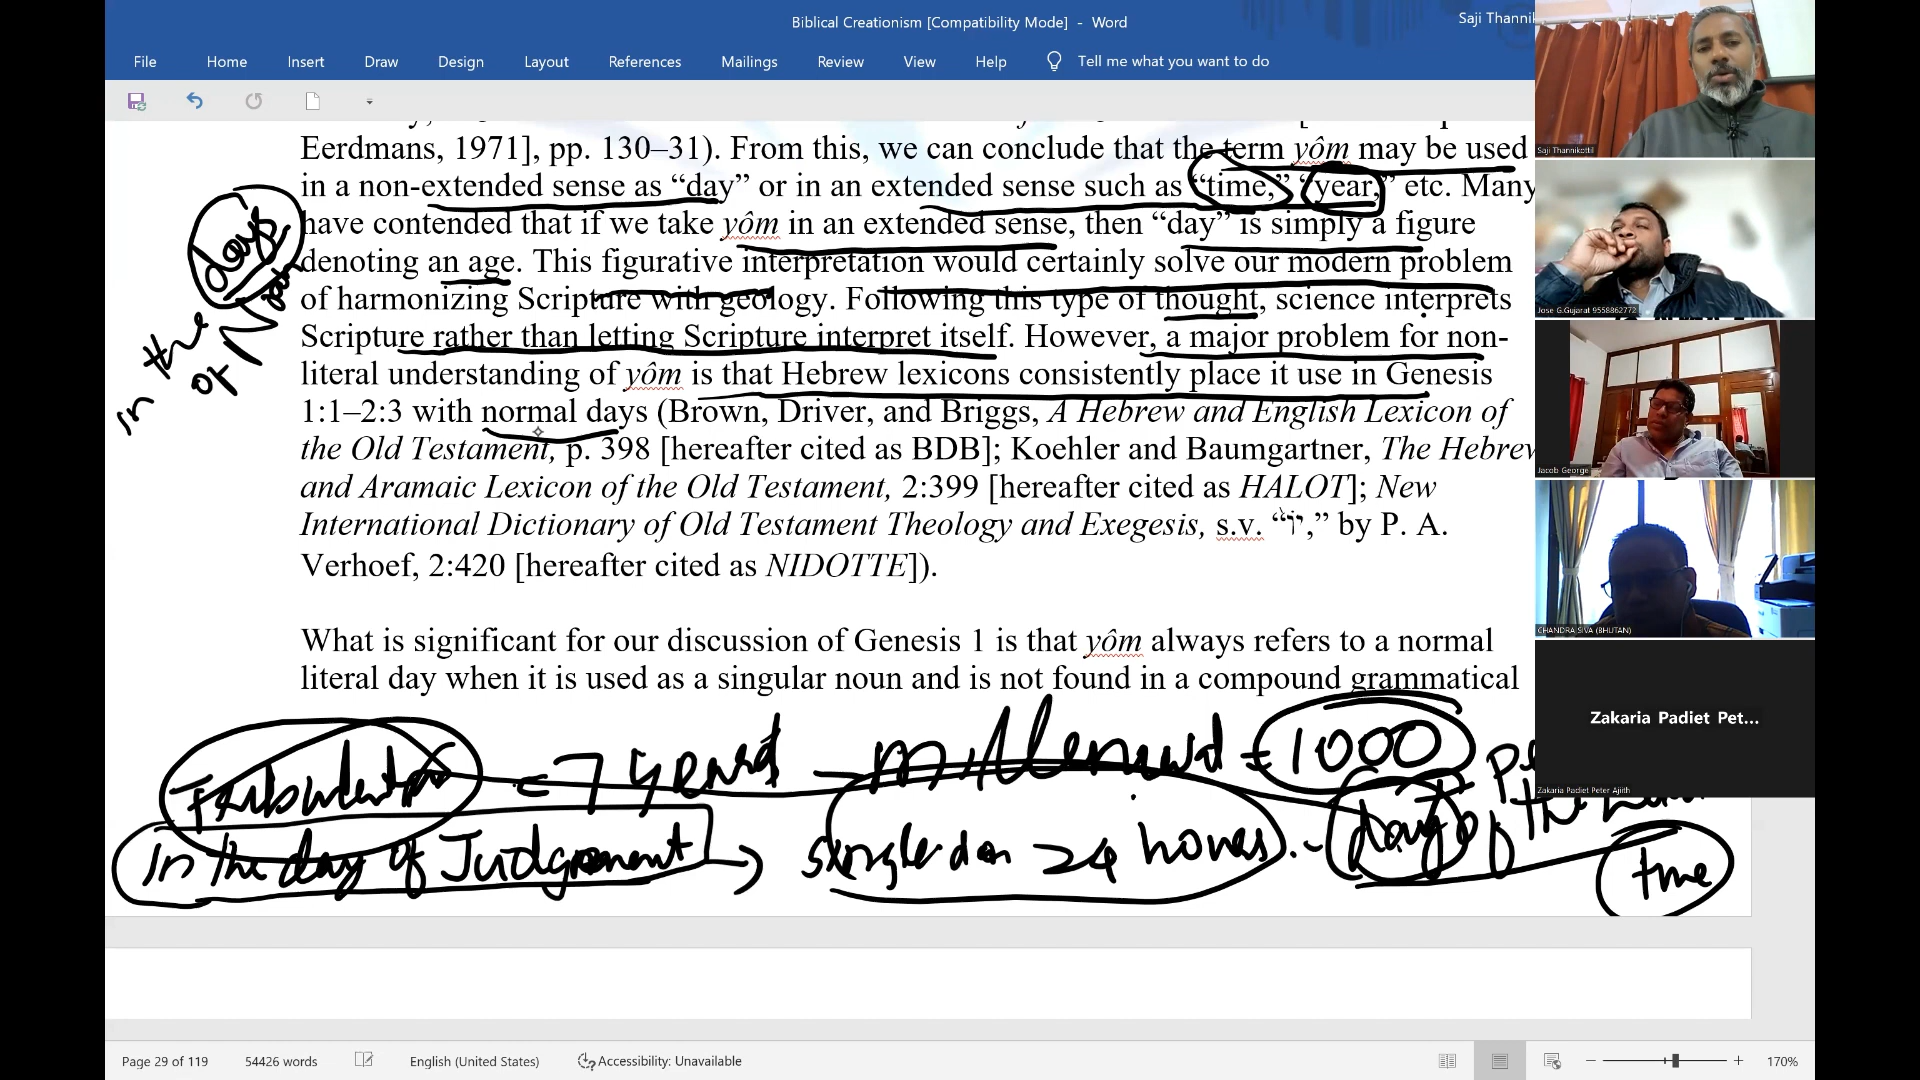 Biblical Creationism [Compatibility Mode] - Word
Saji Thannik
File Home Insert Draw Design Layout References Mailings Review View Help Tell me what you want to do
Eerdmans, 1971], pp. 130–31). From this, we can conclude that the term yôm may be used
in a non-extended sense as “day” or in an extended sense such as “time,” “year,” etc. Many
have contended that if we take yôm in an extended sense, then “day” is simply a figure
denoting an age. This figurative interpretation would certainly solve our modern problem
of harmonizing Scripture with geology. Following this type of thought, science interprets
Scripture rather than letting Scripture interpret itself. However, a major problem for non-
literal understanding of yôm is that Hebrew lexicons consistently place it use in Genesis
1:1–2:3 with normal days (Brown, Driver, and Briggs, A Hebrew and English Lexicon of
the Old Testament, p. 398 [hereafter cited as BDB]; Koehler and Baumgartner, The Hebrew
and Aramaic Lexicon of the Old Testament, 2:399 [hereafter cited as HALOT]; New
International Dictionary of Old Testament Theology and Exegesis, s.v. “ by P. A.
Verhoef, 2:420 [hereafter cited as NIDOTTE]).
What is significant for our discussion of Genesis 1 is that yôm always refers to a normal
literal day when it is used as a singular noun and is not found in a compound grammatical
in the days of Noah
= 7 years – = 1000
In the day of Judgment → 24 hours. day of the
time
Saji Thannikottil
Jose G.Gujarat 9558862772
Jacob George
CHANDRA SIVA (BHUTAN)
Zakaria Padiet Pet...
Zakaria Padiet Peter Ajiith
Page 29 of 119 54426 words English (United States) Accessibility: Unavailable 170%